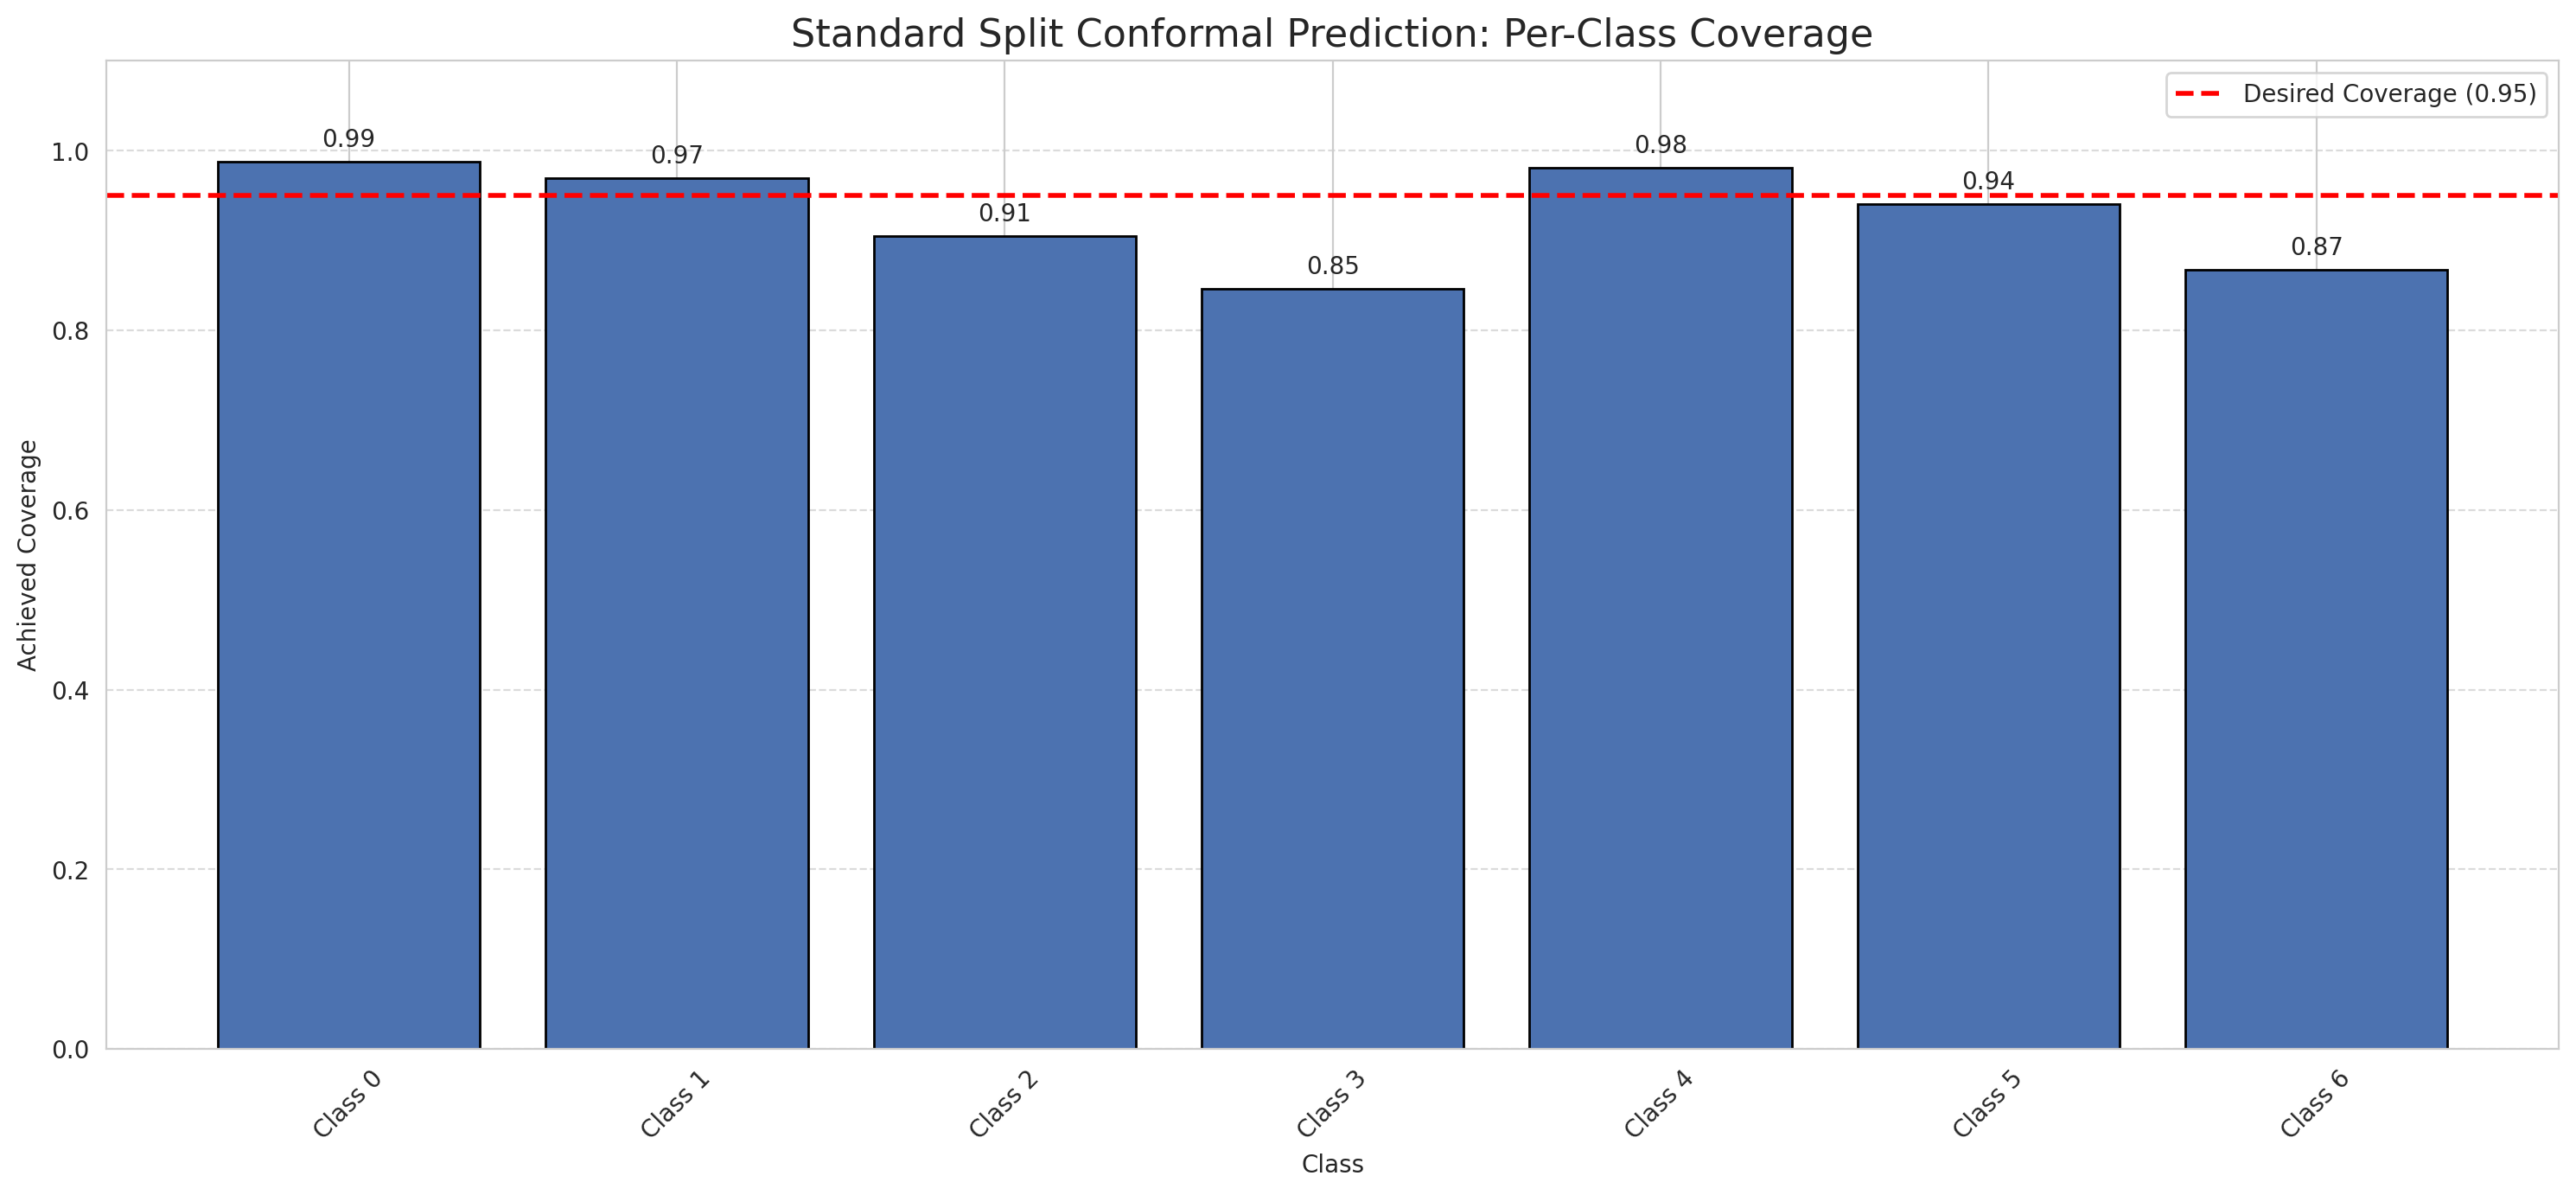 Standard Split Conformal Prediction: Per-Class Coverage
Desired Coverage (0.95)
0.99
0.97
0.91
0.85
0.98
0.94
0.87
1.0
0.8
0.6
0.4
0.2
0.0
Achieved Coverage
Class 0
Class 1
Class 2
Class 3
Class 4
Class 5
Class 6
Class